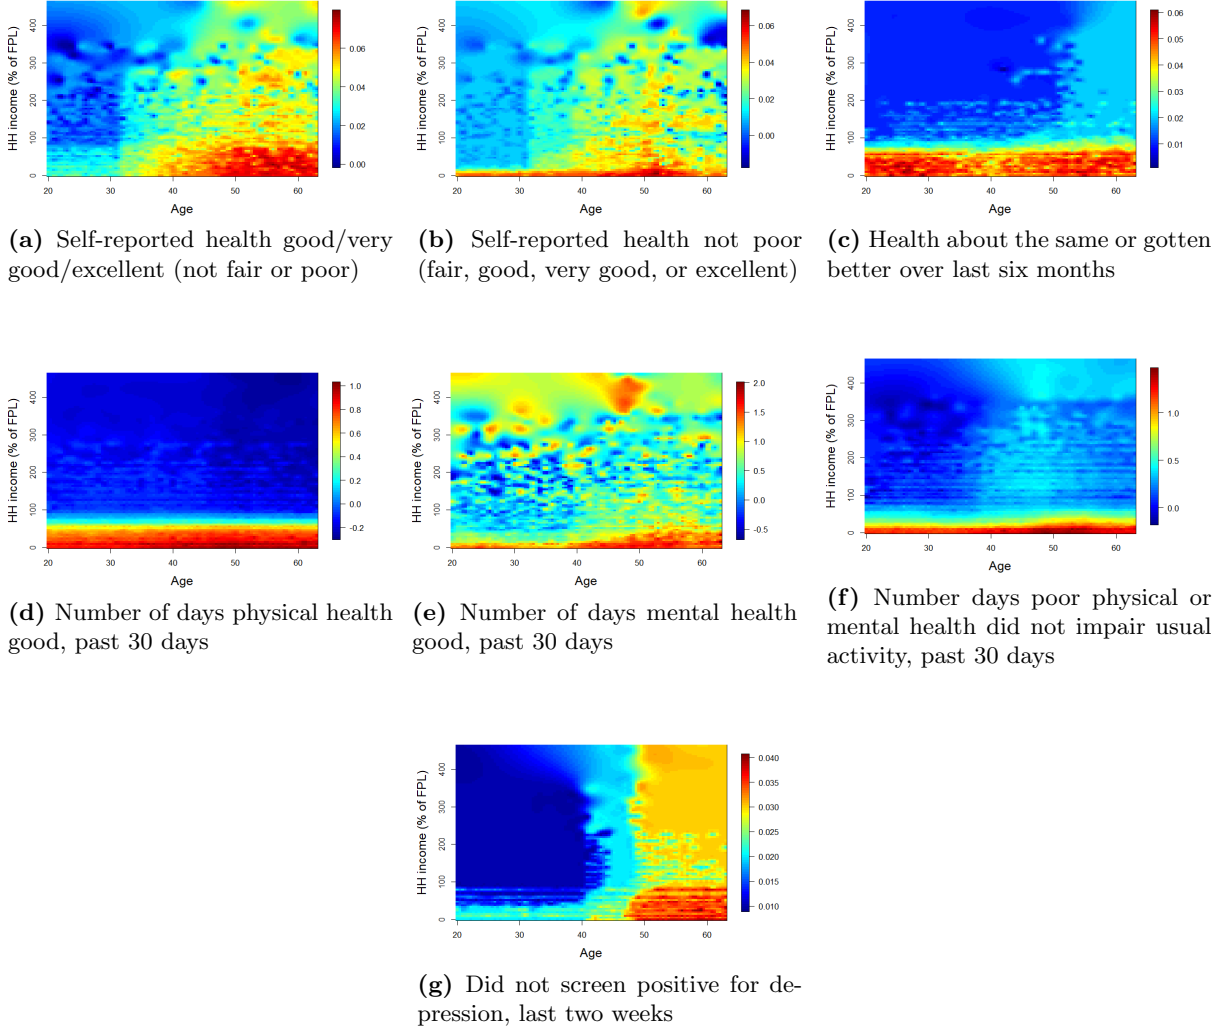 HH income (% of FPL)
400
300
200
100
0
20 30 40 50 60
Age
0.06
0.04
0.02
0.00
HH income (% of FPL)
400
300
200
100
0
20 30 40 50 60
Age
0.06
0.04
0.02
0.00
HH income (% of FPL)
400
300
200
100
0
20 30 40 50 60
Age
0.06
0.05
0.04
0.03
0.02
0.01
(a) Self-reported health good/very
good/excellent (not fair or poor)
(b) Self-reported health not poor
(fair, good, very good, or excellent)
(c) Health about the same or gotten
better over last six months
HH income (% of FPL)
400
300
200
100
0
20 30 40 50 60
Age
1.0
0.8
0.6
0.4
0.2
0.0
-0.2
HH income (% of FPL)
400
300
200
100
0
20 30 40 50 60
Age
2.0
1.5
1.0
0.5
0.0
-0.5
HH income (% of FPL)
400
300
200
100
0
20 30 40 50 60
Age
1.0
0.5
0.0
(d) Number of days physical health
good, past 30 days
(e) Number of days mental health
good, past 30 days
(f) Number days poor physical or
mental health did not impair usual
activity, past 30 days
HH income (% of FPL)
400
300
200
100
0
20 30 40 50 60
Age
0.040
0.035
0.030
0.025
0.020
0.015
0.010
(g) Did not screen positive for de-
pression, last two weeks